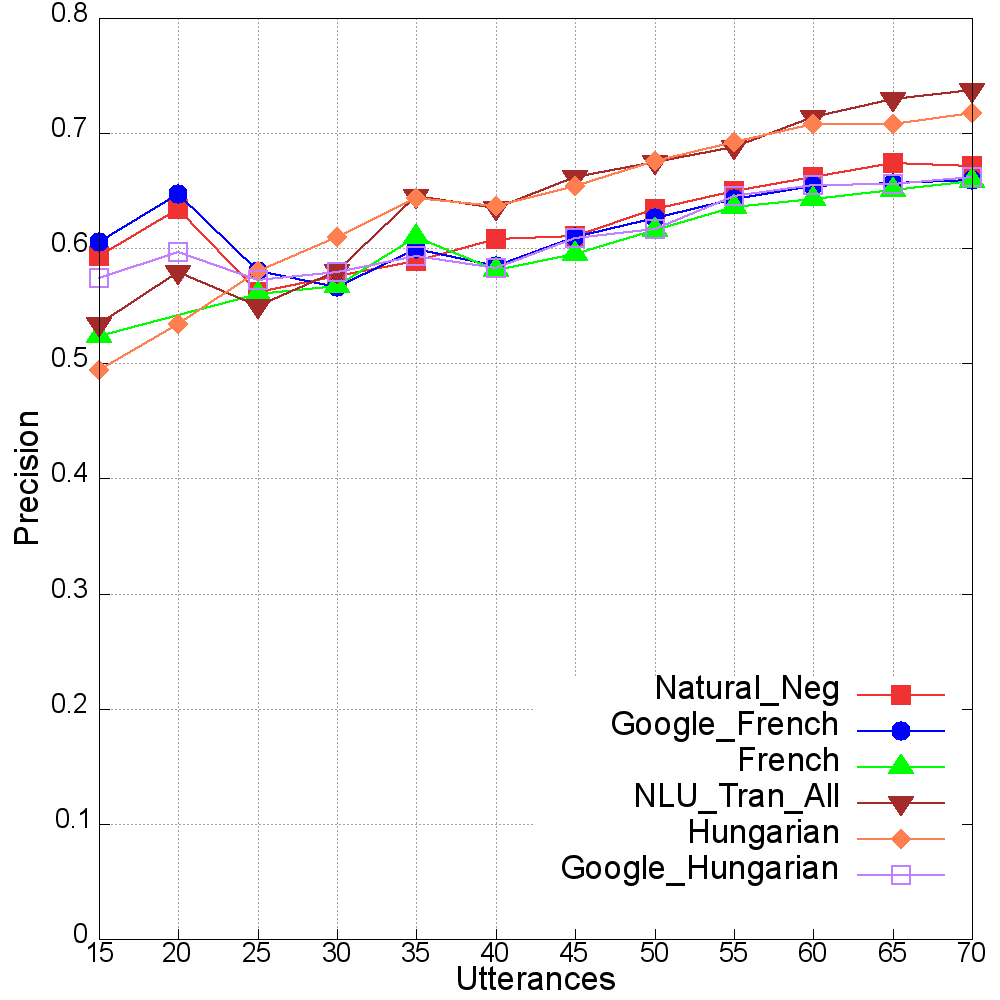 0.8
0.7
0.6
0.5
0.4
0.3
0.2
0.1
0
Precision
Natural_Neg
Google_French
French
NLU_Tran_All
Hungarian
Google_Hungarian
15 20 25 30 35 40 45 50 55 60 65 70
Utterances